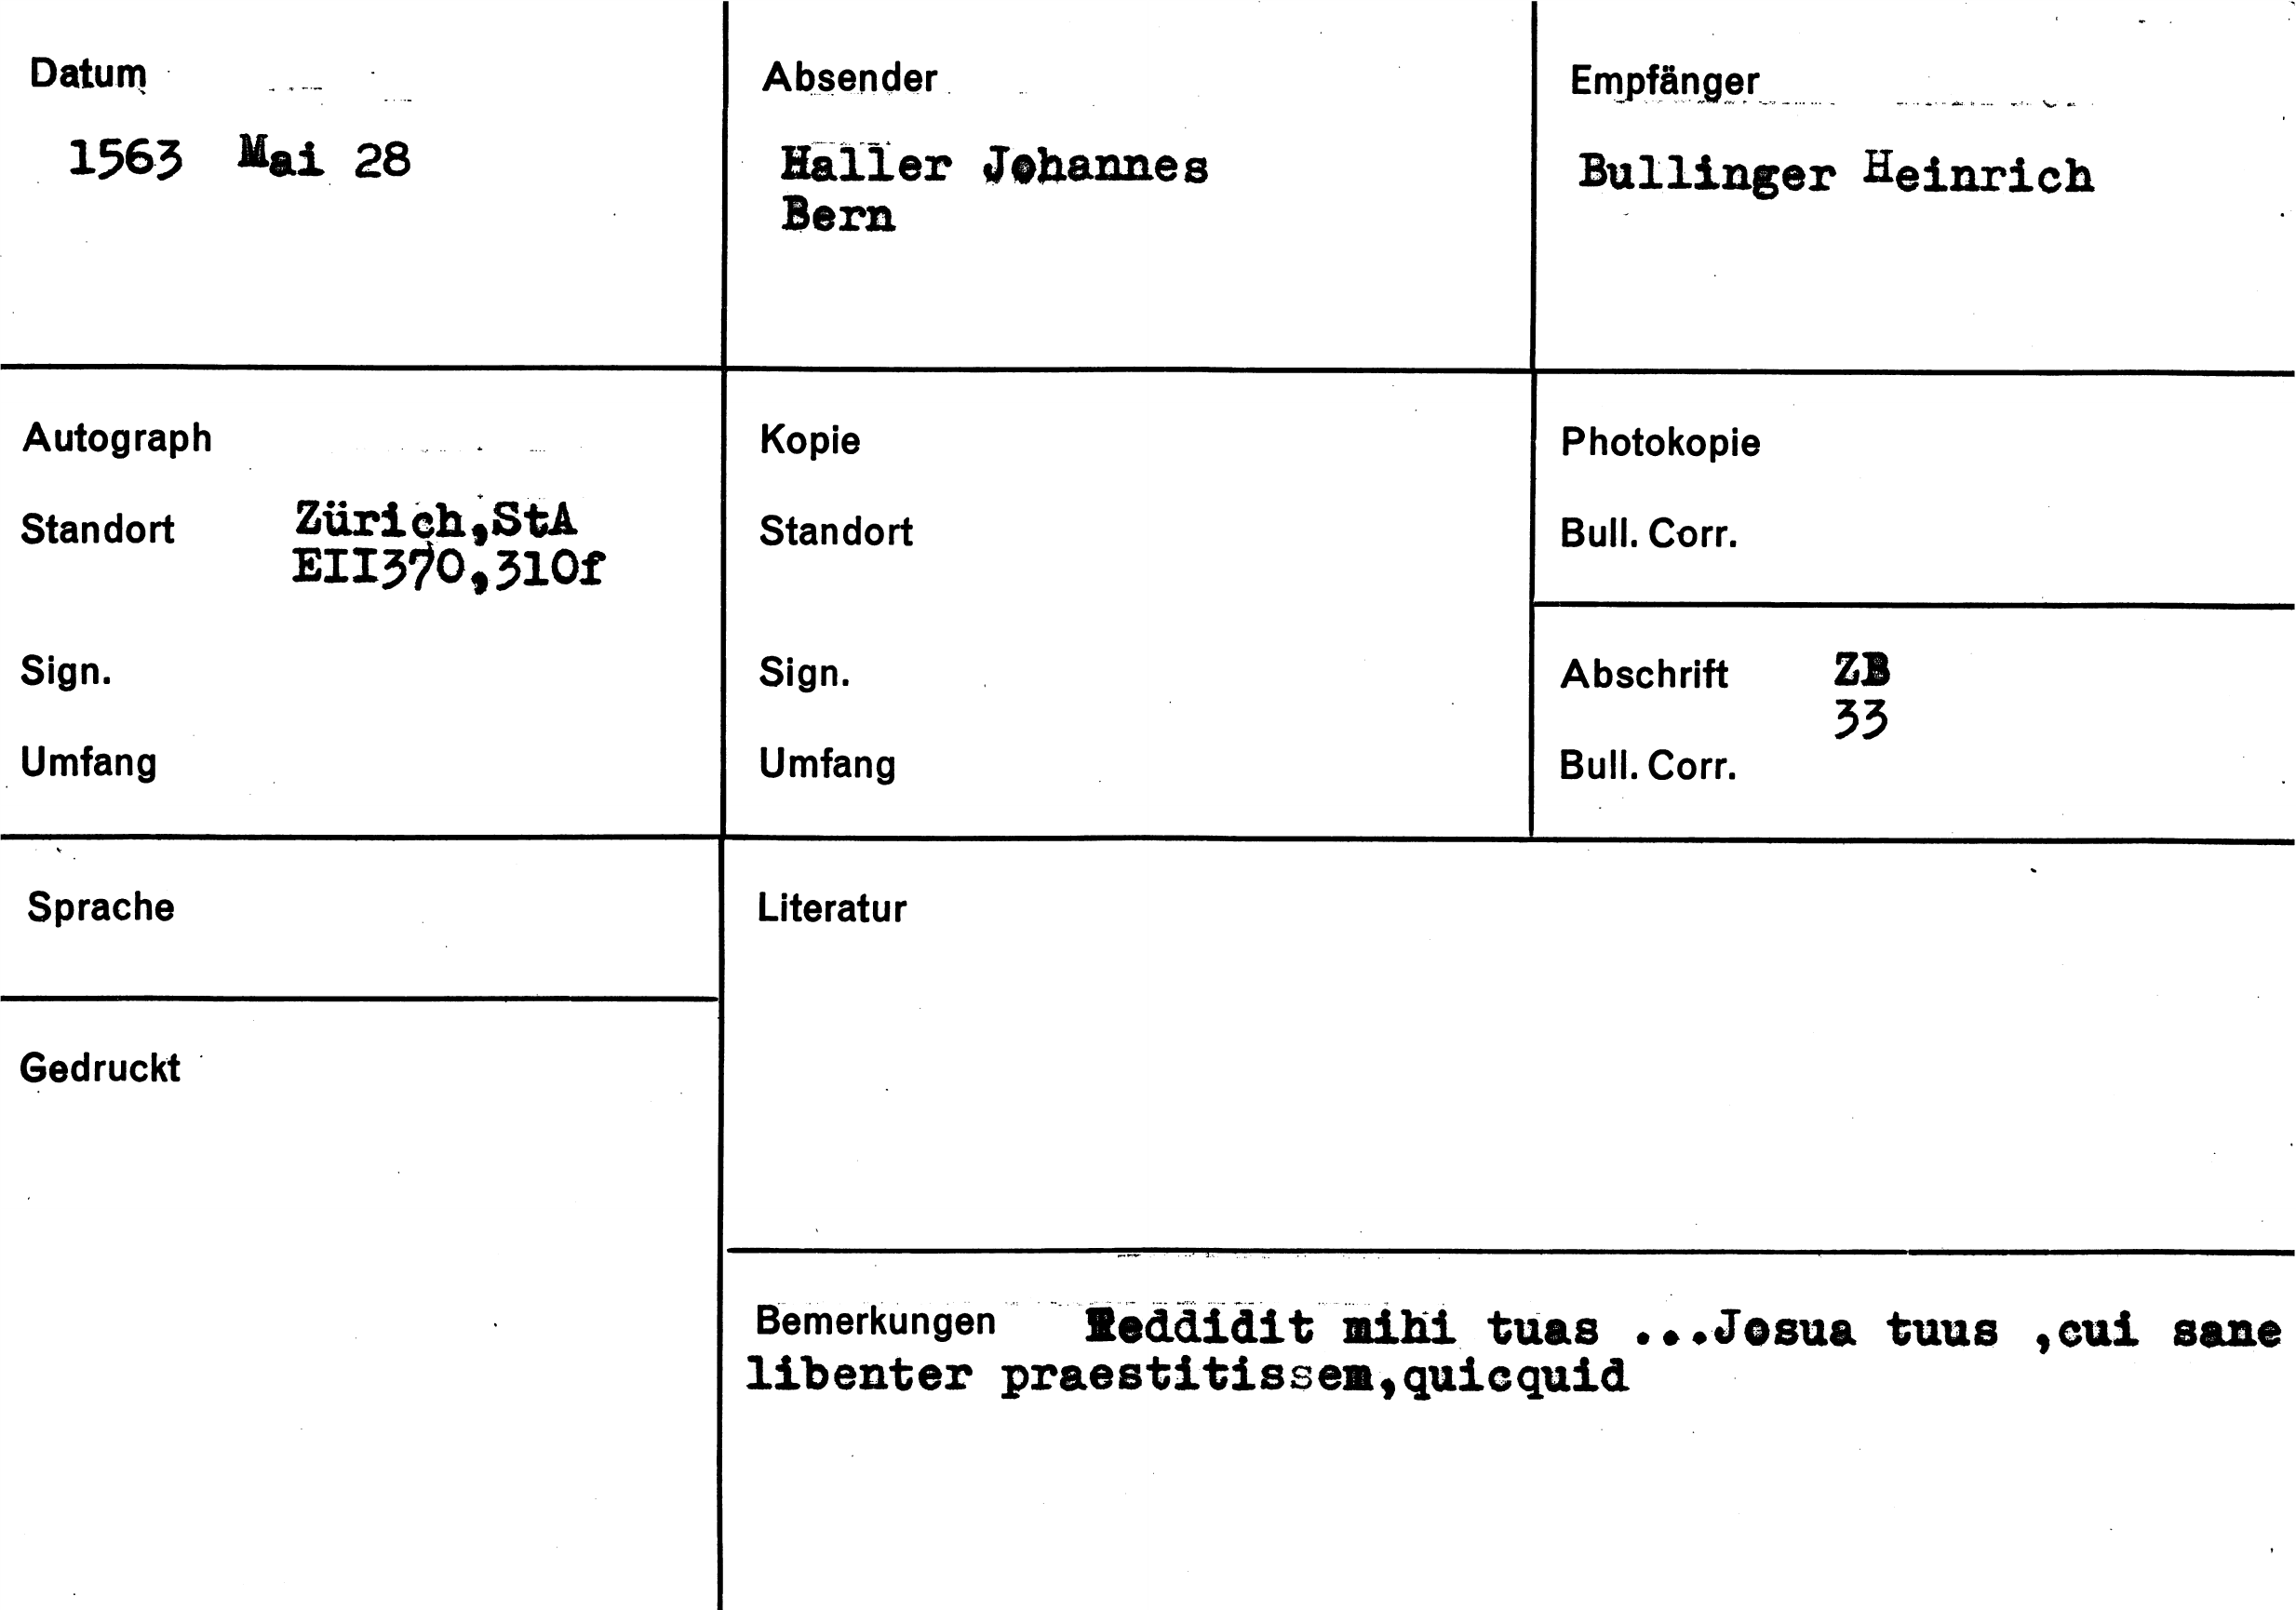 Datum
1563 Mai 28
Absender
Haller Johannes
Bern
Empfänger
Bullinger Heinrich
Autograph
Standort Zürich,StA
EII370,310f
Sign.
Umfang
Kopie
Standort
Sign.
Umfang
Photokopie
Bull. Corr.
Abschrift ZB
33
Bull. Corr.
Sprache
Gedruckt
Literatur
Bemerkungen Reddidit mihi tuas ...Josua tuus ,cui sane
libenter praestitissem,quicquid